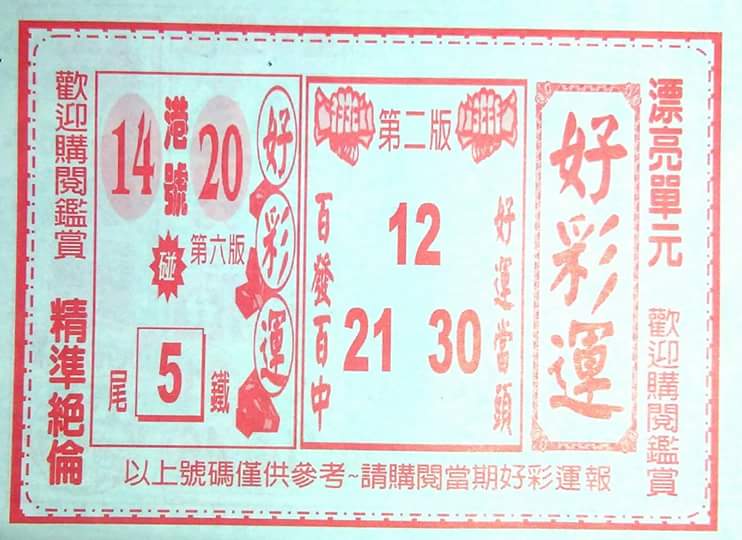 漂亮單元 歡迎購閱鑑賞
好彩運
第二版
好運當頭
12
21 30
百發百中
好彩運
港號
14 20
第六版
碰
鐵
5
尾
歡迎購閱鑑賞 精準絕倫
以上號碼僅供參考~請購閱當期好彩運報